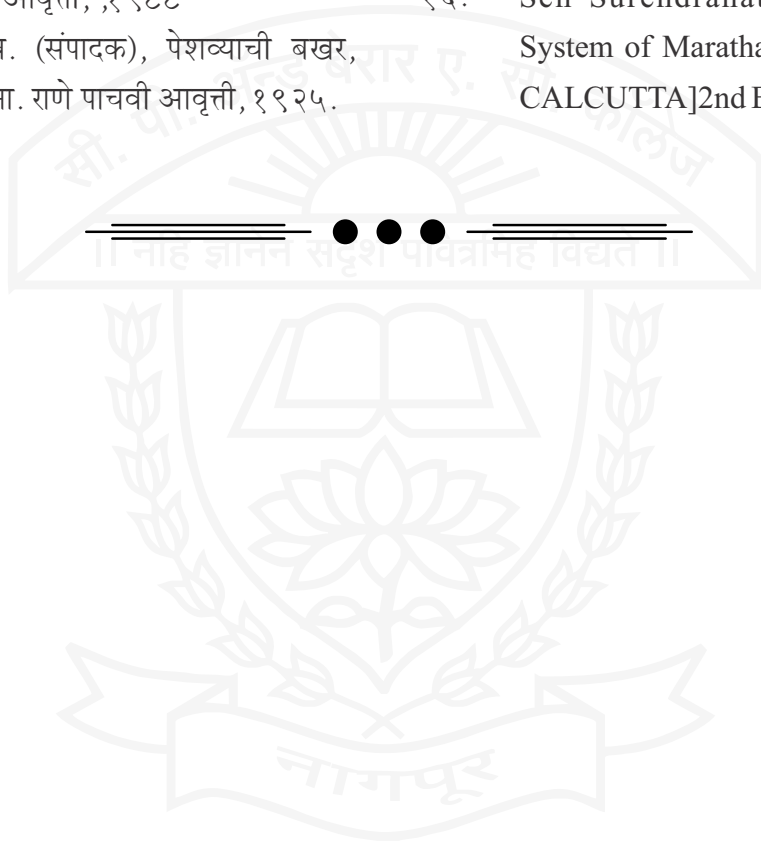 आवृत्ती, ,१९८८
(संपादक), पेशव्याची बखर,
राणे पाचवी आवृत्ती, १९२५.
Sen
System of Maratha
CALCUTTA]2nd
सी. पी. अॅन्ड बेरार ए. सी. कॉलेज
।। नहि ज्ञानेन सदृशं पवित्रमिह विद्यते ।।
नागपूर